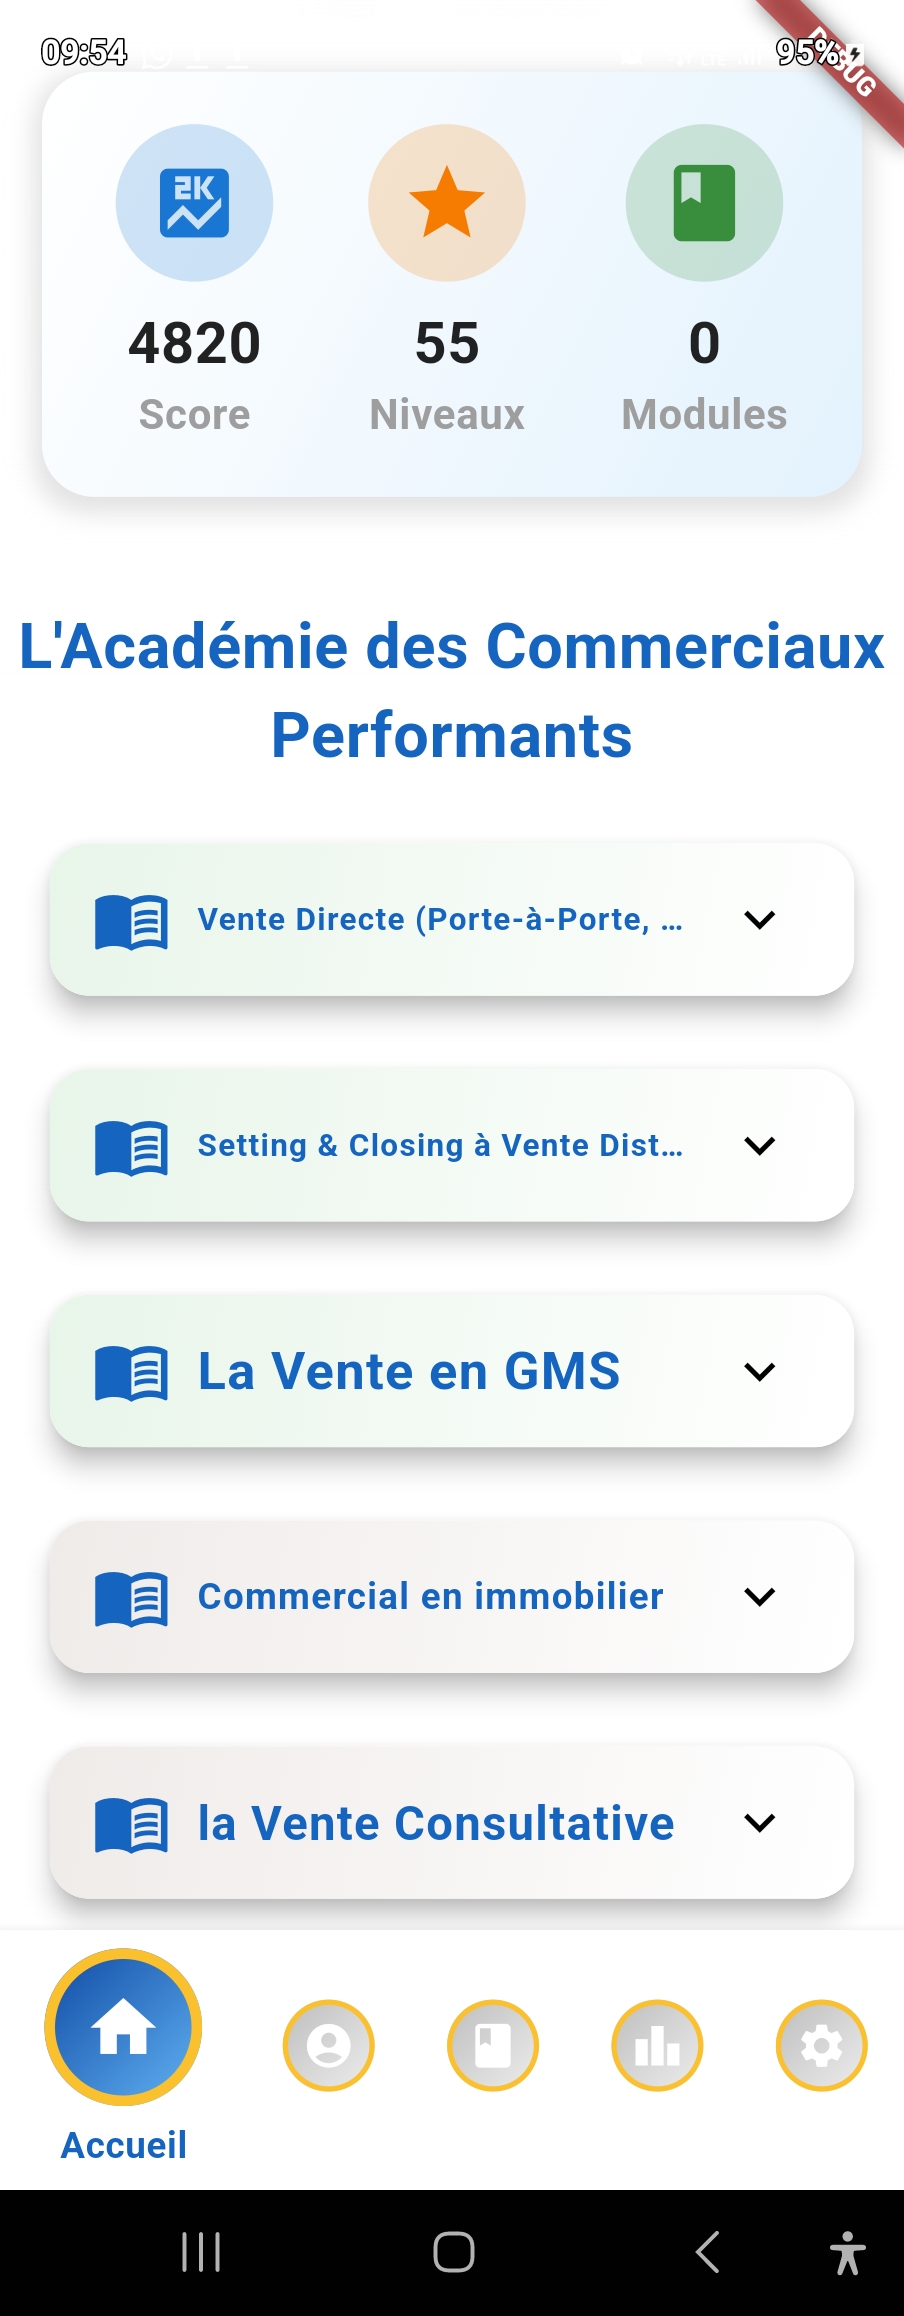 09:54
95%
DEBUG
2K
4820
55
0
Score
Niveaux
Modules
L'Académie des Commerciaux
Performants
Vente Directe (Porte-à-Porte, ...
Setting & Closing à Vente Dist...
La Vente en GMS
Commercial en immobilier
la Vente Consultative
Accueil